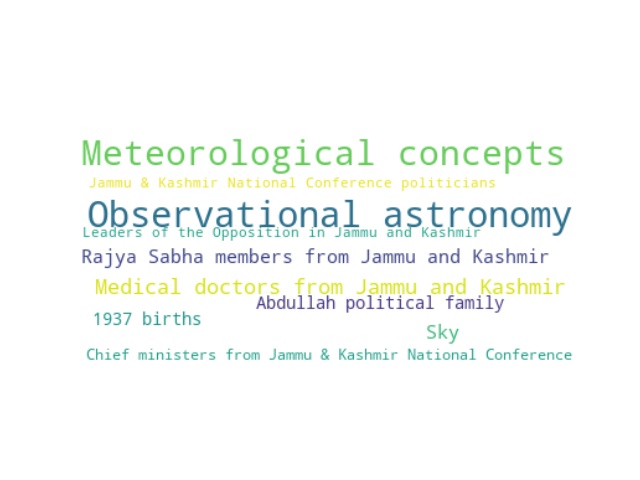 Meteorological concepts
Jammu & Kashmir National Conference politicians
Observational astronomy
Leaders of the Opposition in Jammu and Kashmir
Rajya Sabha members from Jammu and Kashmir
Medical doctors from Jammu and Kashmir
Abdullah political family
1937 births
Sky
Chief ministers from Jammu & Kashmir National Conference